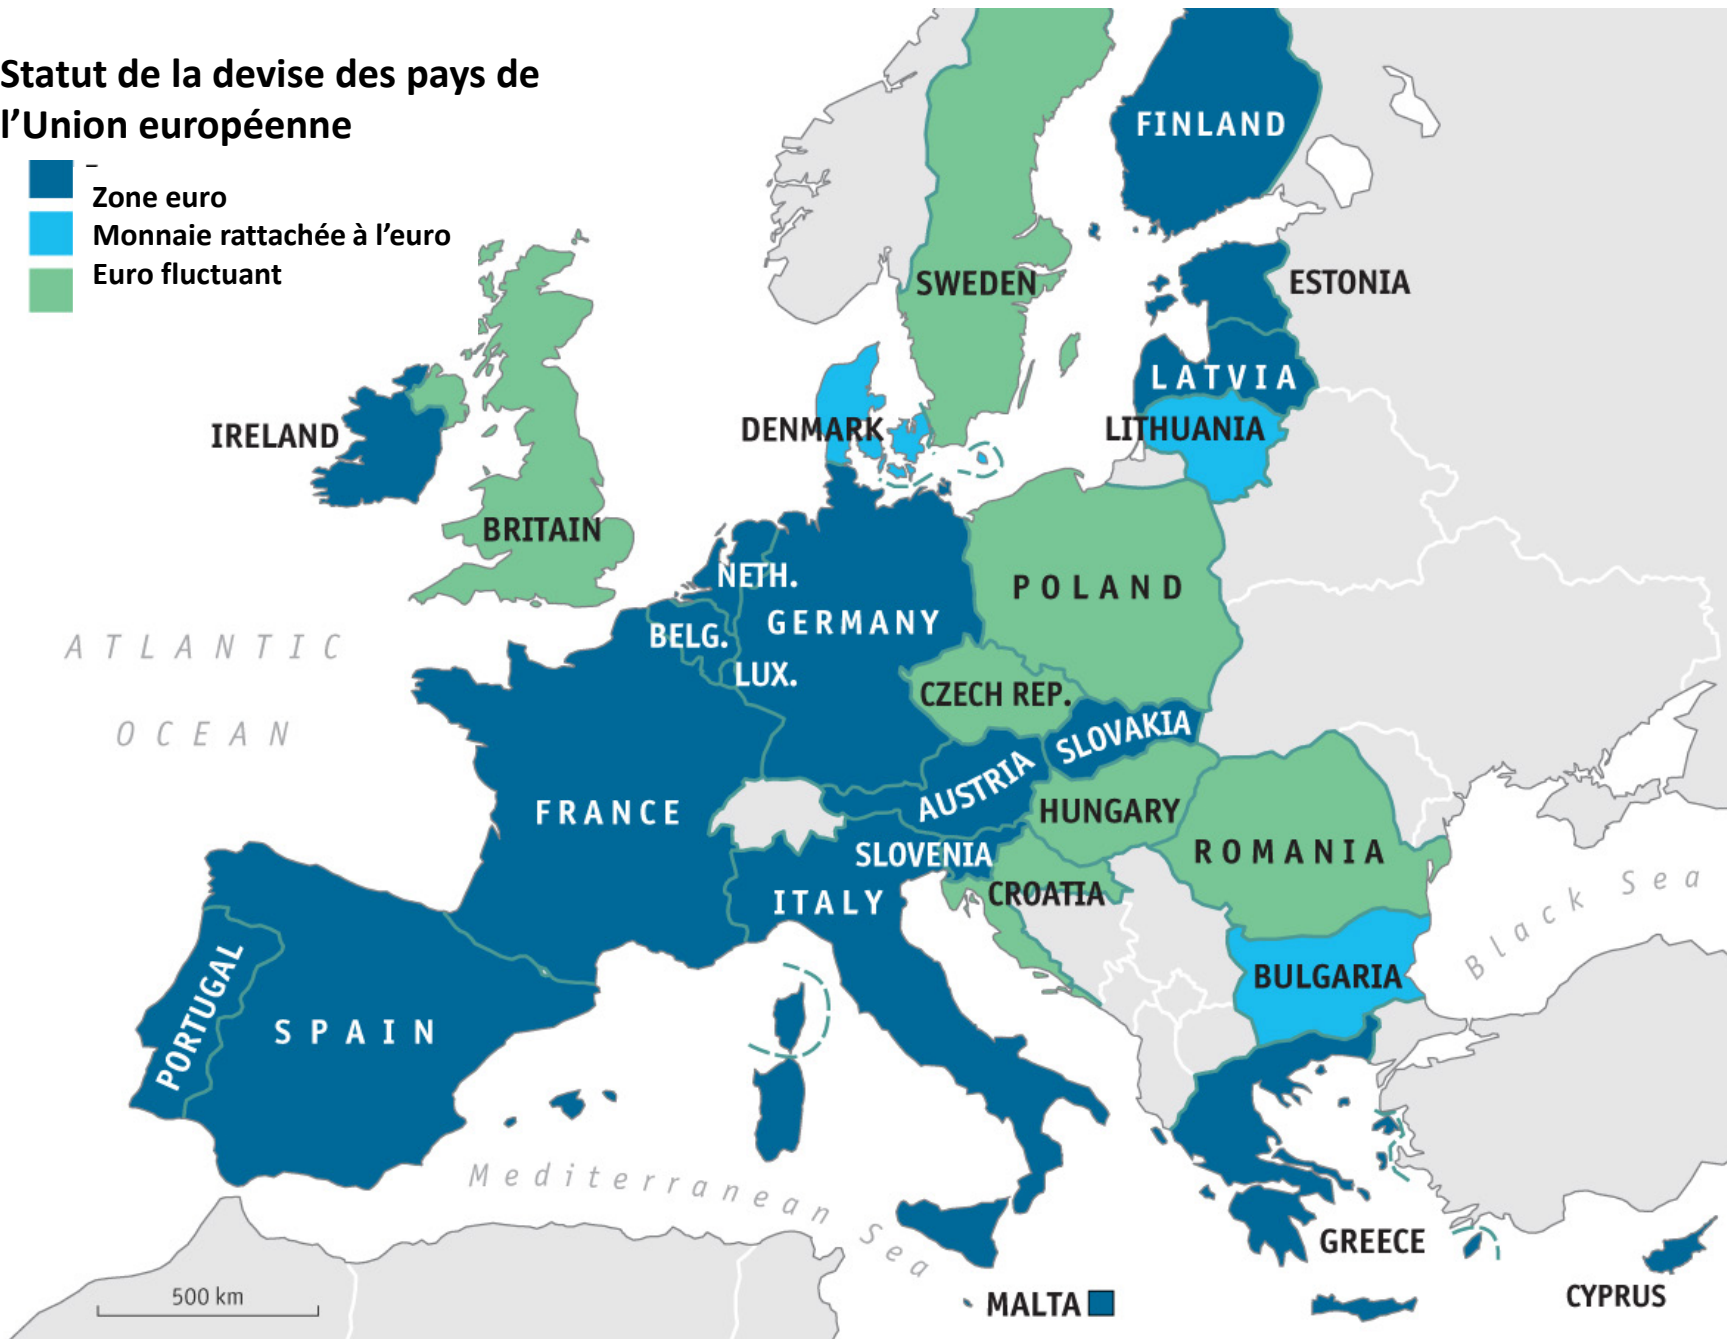 Statut de la devise des pays de
l’Union européenne
Zone euro
Monnaie rattachée à l’euro
Euro fluctuant
FINLAND
SWEDEN
ESTONIA
LATVIA
LITHUANIA
DENMARK
IRELAND
BRITAIN
NETH.
POLAND
GERMANY
BELG.
LUX.
ATLANTIC
OCEAN
CZECH REP.
SLOVAKIA
AUSTRIA
FRANCE
HUNGARY
SLOVENIA
ROMANIA
ITALY
CROATIA
Black Sea
BULGARIA
PORTUGAL
SPAIN
Mediterranean Sea
GREECE
500 km
MALTA
CYPRUS